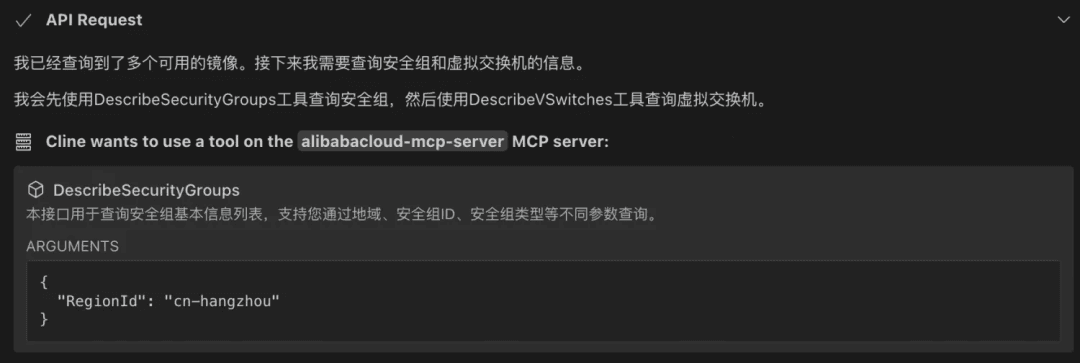 API Request
我已经查询到了多个可用的镜像。接下来我需要查询安全组和虚拟交换机的信息。
我会先使用DescribeSecurityGroups工具查询安全组，然后使用DescribeVSwitches工具查询虚拟交换机。
Cline wants to use a tool on the alibabacloud-mcp-server MCP server:
DescribeSecurityGroups
本接口用于查询安全组基本信息列表，支持您通过地域、安全组ID、安全组类型等不同参数查询。
ARGUMENTS
{
"RegionId": "cn-hangzhou"
}